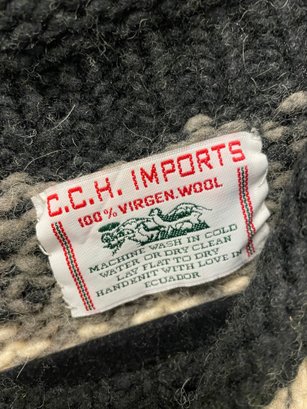 C.C.H. IMPORTS
100% VIRGEN.WOOL
MACHINE WASH IN COLD
WATER OR DRY CLEAN
LAY FLAT TO DRY
HANDKNIT WITH LOVE IN
ECUADOR